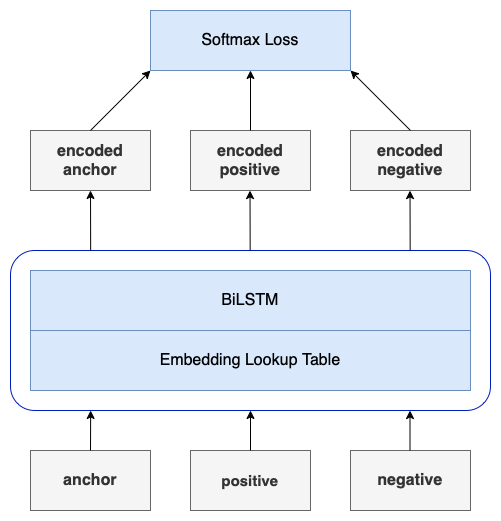 Softmax Loss
encoded
anchor
encoded
positive
encoded
negative
BiLSTM
Embedding Lookup Table
anchor
positive
negative